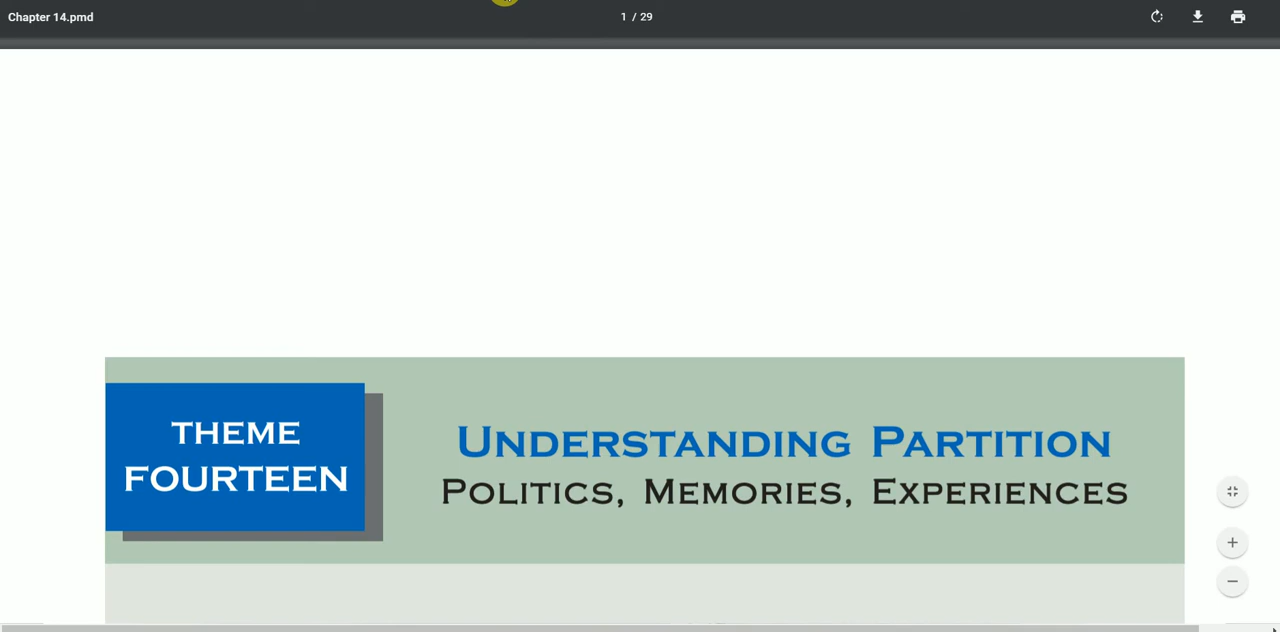 Chapter 14.pmd
1 / 29
THEME
FOURTEEN
UNDERSTANDING PARTITION
POLITICS, MEMORIES, EXPERIENCES